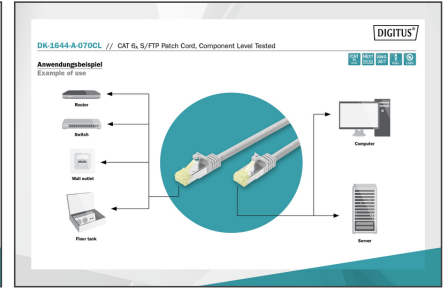 DIGITUS®
DK-1644-A-070CL // CAT 6A S/FTP Patch Cord, Component Level Tested
Anwendungsbeispiel
Example of use
Router
Switch
Wall outlet
Floor tank
Computer
Server